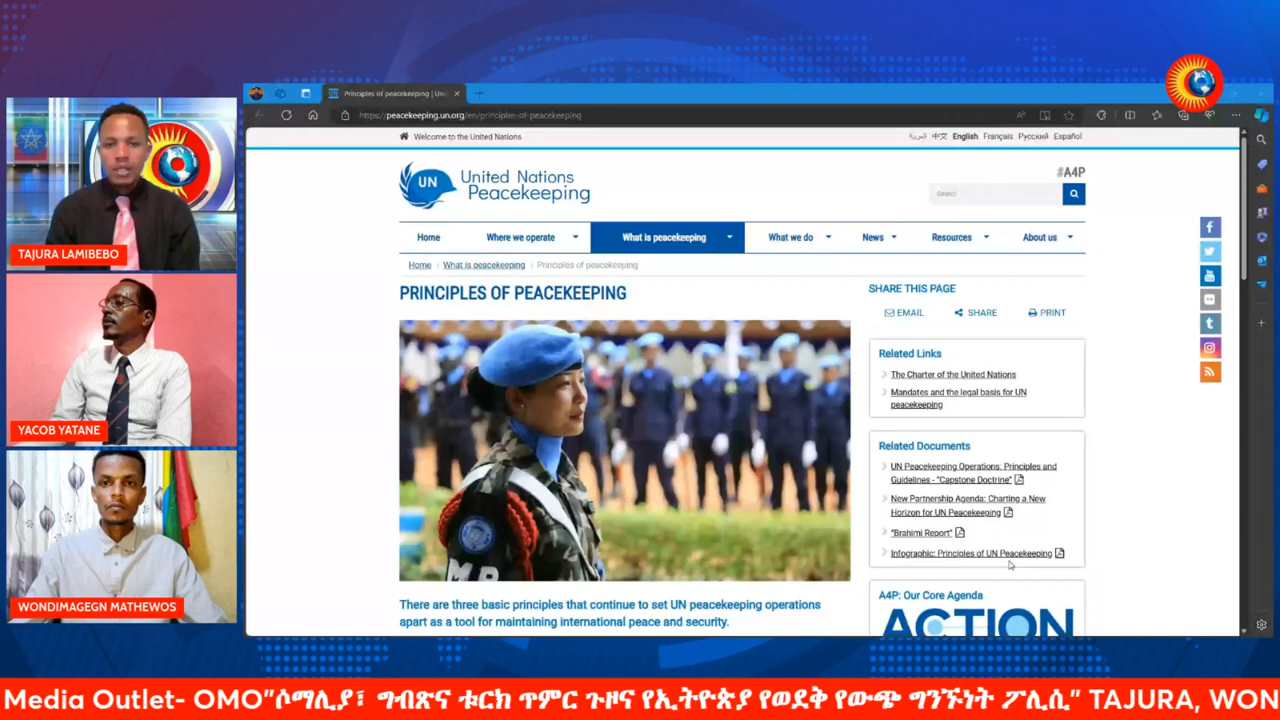 TAJURA LAMIBEBO
YACOB YATANE
WONDIMAGEGN MATHEWOS
Principles of peacekeeping | Un
https://peacekeeping.un.org/en/principles-of-peacekeeping
Welcome to the United Nations
العربية 中文 English Français Русский Español
UN
United Nations
Peacekeeping
#A4P
Search
Home Where we operate What is peacekeeping What we do News Resources About us
Home What is peacekeeping Principles of peacekeeping
PRINCIPLES OF PEACEKEEPING
M P
There are three basic principles that continue to set UN peacekeeping operations
apart as a tool for maintaining international peace and security.
SHARE THIS PAGE
EMAIL SHARE PRINT
Related Links
The Charter of the United Nations
Mandates and the legal basis for UN
peacekeeping
Related Documents
UN Peacekeeping Operations: Principles and
Guidelines - "Capstone Doctrine"
New Partnership Agenda: Charting a New
Horizon for UN Peacekeeping
"Brahimi Report"
Infographic: Principles of UN Peacekeeping
A4P: Our Core Agenda
ACTION
Media Outlet- OMO"ሶማሊያ፣ ግብጽና ቱርክ ጥምር ጉዞና የኢትዮጵያ የወደቅ የውጭ ግንኙነት ፖሊሲ" TAJURA, WON